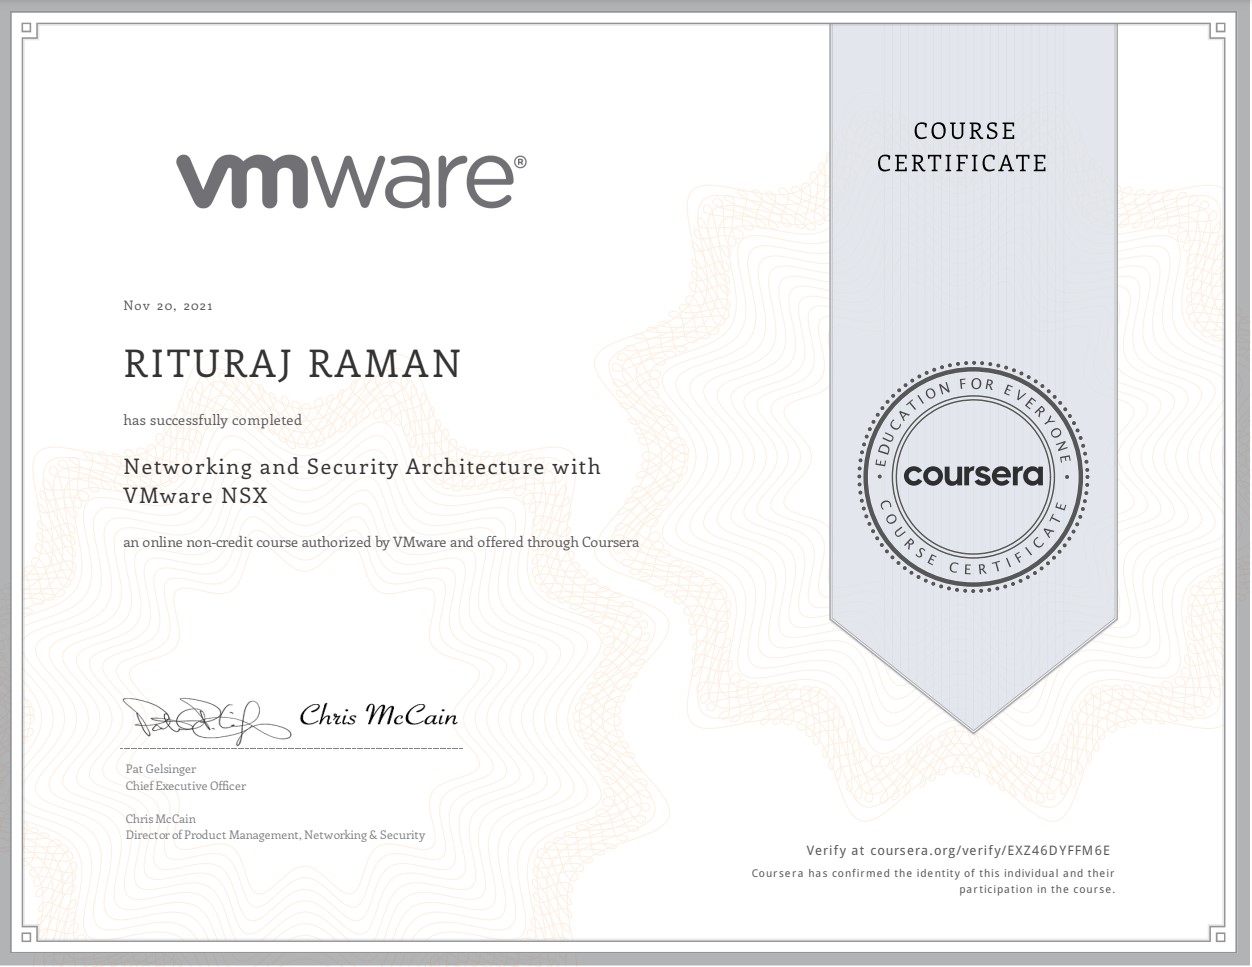 vmware®
COURSE
CERTIFICATE
Nov 20, 2021
RITURAJ RAMAN
has successfully completed
Networking and Security Architecture with
VMware NSX
an online non-credit course authorized by VMware and offered through Coursera
EDUCATION FOR EVERYONE
coursera
COURSE CERTIFICATE
Chris McCain
Pat Gelsinger
Chief Executive Officer
Chris McCain
Director of Product Management, Networking & Security
Verify at coursera.org/verify/EXZ46DYFFM6E
Coursera has confirmed the identity of this individual and their
participation in the course.